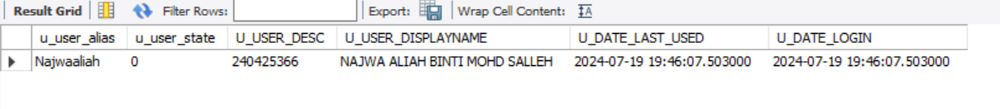 Result Grid Filter Rows: Export: Wrap Cell Content: IA
u_user_alias u_user_state U_USER_DESC U_USER_DISPLAYNAME U_DATE_LAST_USED U_DATE_LOGIN
Najwaaliah 0 240425366 NAJWA ALIAH BINTI MOHD SALLEH 2024-07-19 19:46:07.503000 2024-07-19 19:46:07.503000